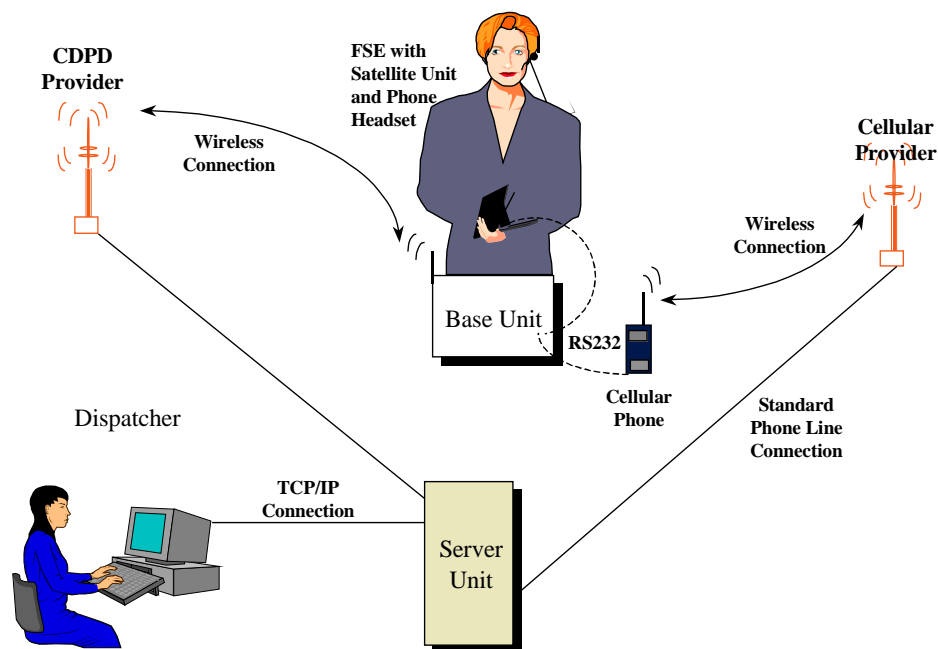 FSE with
Satellite Unit
and Phone
Headset
CDPD
Provider
Wireless
Connection
Cellular
Provider
Wireless
Connection
Base Unit
RS232
Cellular
Phone
Standard
Phone Line
Connection
Dispatcher
TCP/IP
Connection
Server
Unit